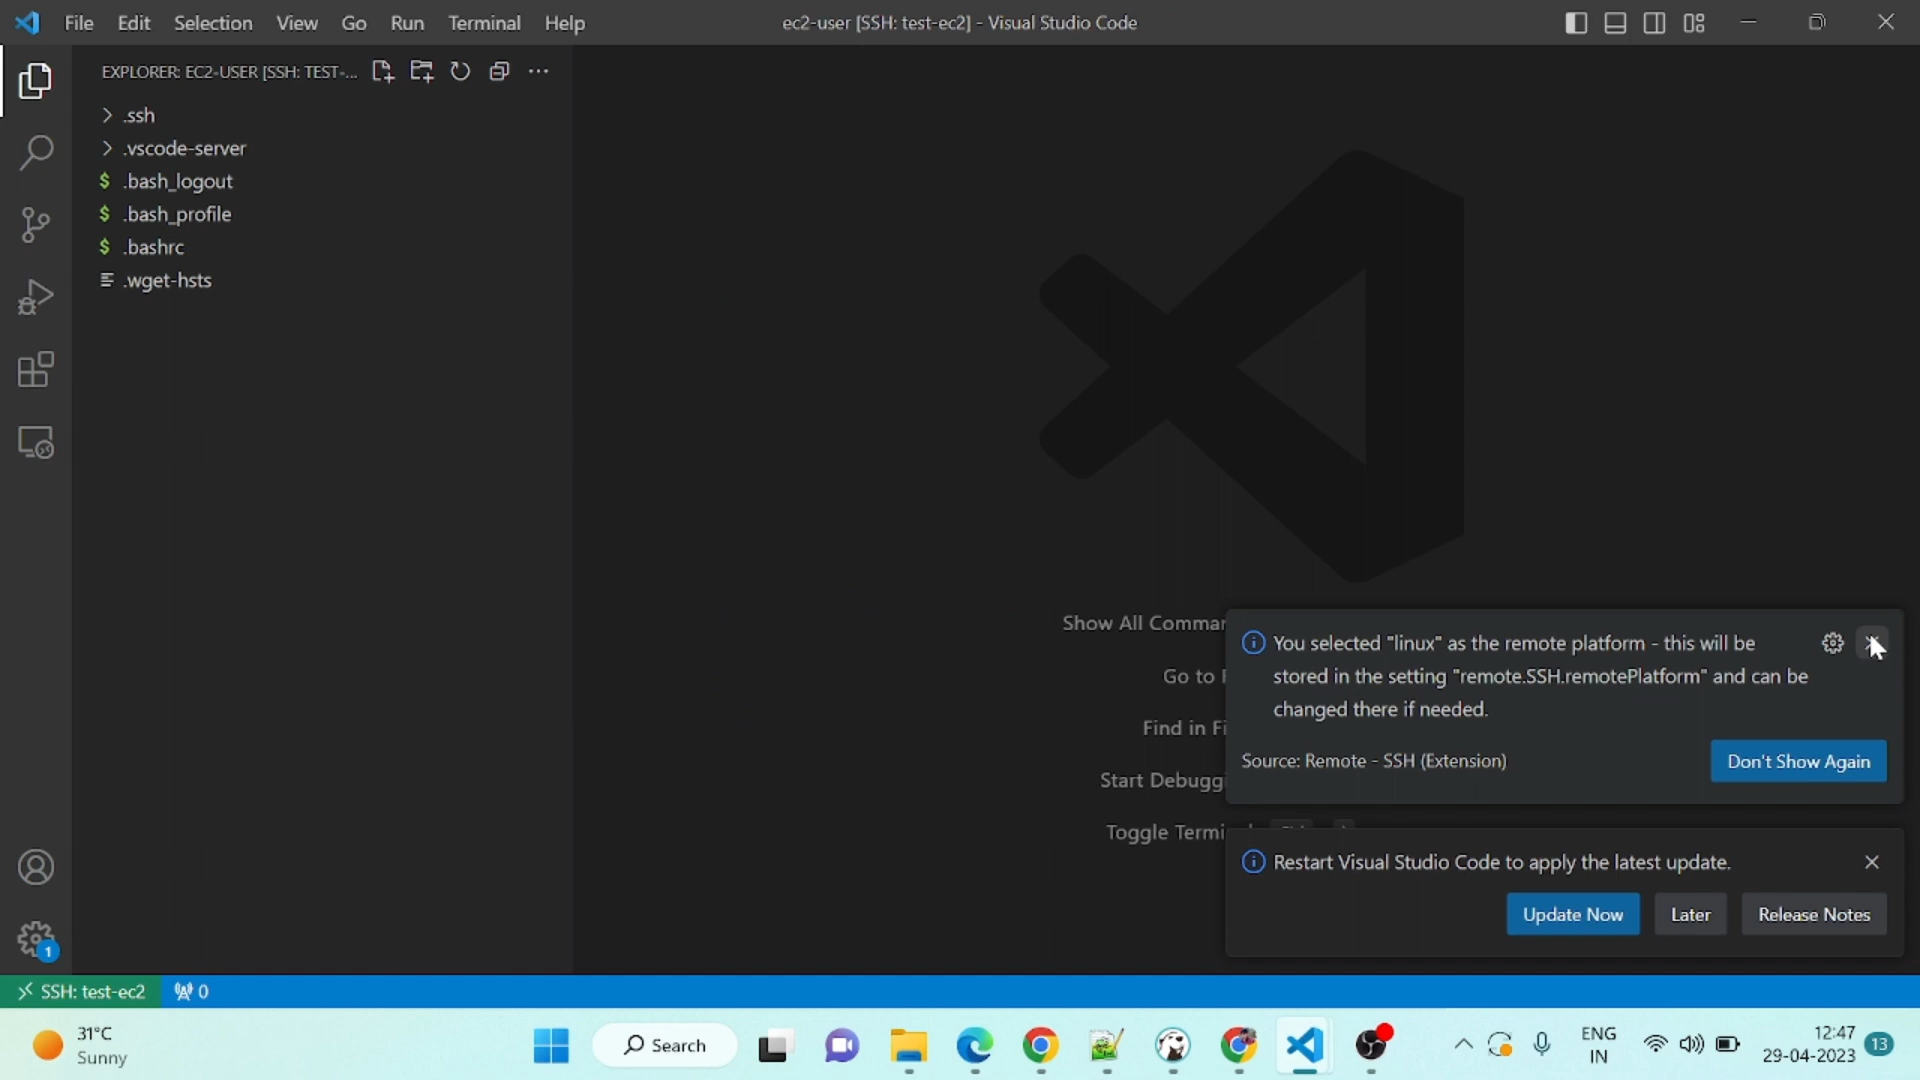 File Edit Selection View Go Run Terminal Help
ec2-user [SSH: test-ec2] - Visual Studio Code
EXPLORER: EC2-USER [SSH: TEST-...
.ssh
.vscode-server
$ .bash_logout
$ .bash_profile
$ .bashrc
.wget-hsts
Show All
Go to
Find in
Start
Toggle
You selected "linux" as the remote platform - this will be
stored in the setting "remote.SSH.remotePlatform" and can be
changed there if needed.
Source: Remote - SSH (Extension)
Don't Show Again
Restart Visual Studio Code to apply the latest update.
Update Now Later Release Notes
1
SSH: test-ec2 0
31°C
Sunny
Search
ENG
IN
12:47
29-04-2023
13